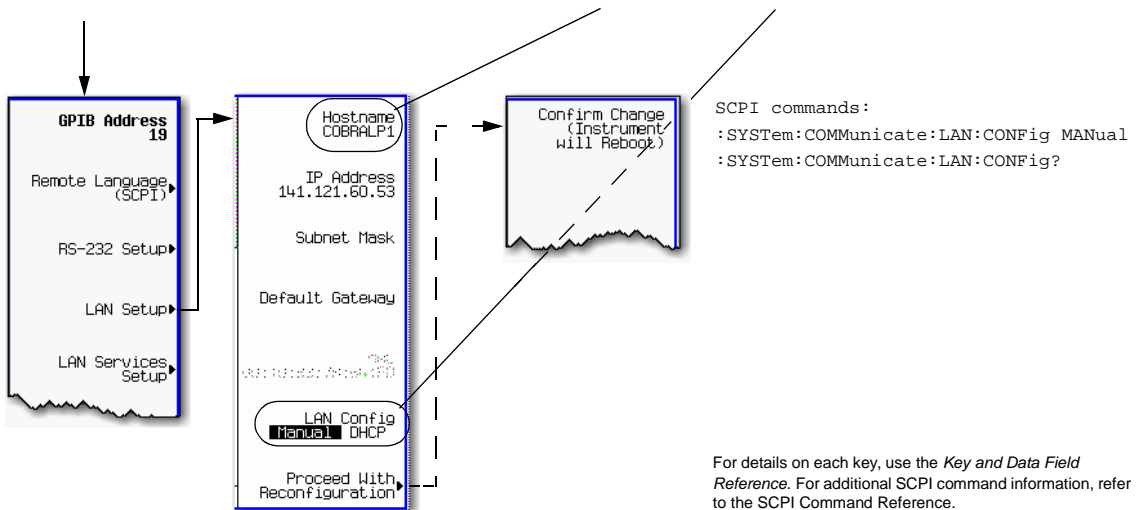 GPIB Address
19
Remote Language
(SCPI)
RS-232 Setup
LAN Setup
LAN Services
Setup
Hostname
COBRALP1
IP Address
141.121.60.53
Subnet Mask
Default Gateway
LAN Config
Manual DHCP
Proceed With
Reconfiguration
Confirm Change
(Instrument
will Reboot)
SCPI commands:
:SYSTem:COMMunicate:LAN:CONFig MANual
:SYSTem:COMMunicate:LAN:CONFig?
For details on each key, use the Key and Data Field
Reference. For additional SCPI command information, refer
to the SCPI Command Reference.